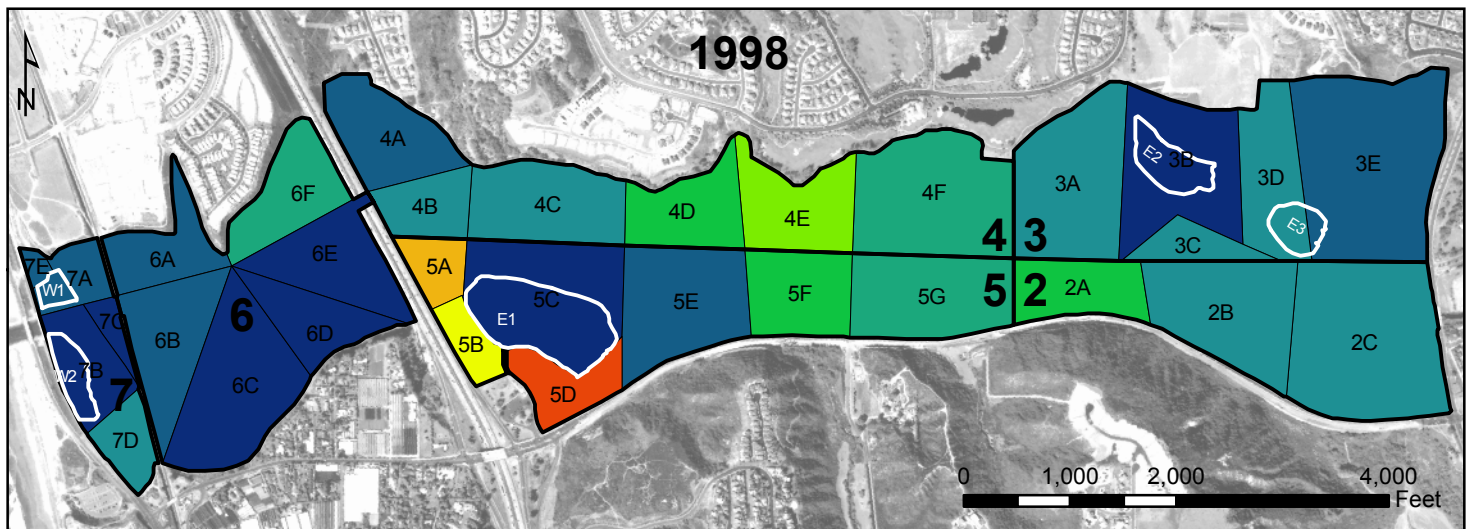 1998
N
4A
3B
E2
3E
6F
3A
3D
4F
4B
4C
4D
4E
E3
6E
4 3
3C
7E
7A
6A
5A
W1
5C
5 2
2A
E1
5E
5F
5G
7C
6
6B
6D
5B
2B
2C
W2
7B
7
6C
5D
7D
0 1,000 2,000 4,000
Feet